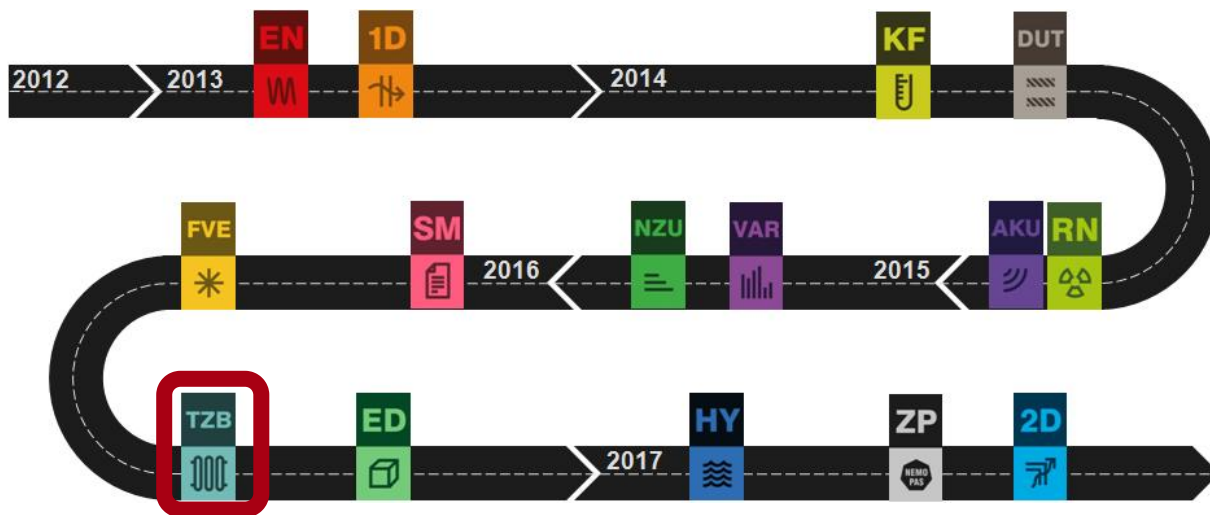 2012
2013
EN
1D
2014
KF
DUT
FVE
SM
2016
NZU
VAR
2015
AKU
RN
TZB
ED
2017
HY
ZP
NEMO
PAS
2D